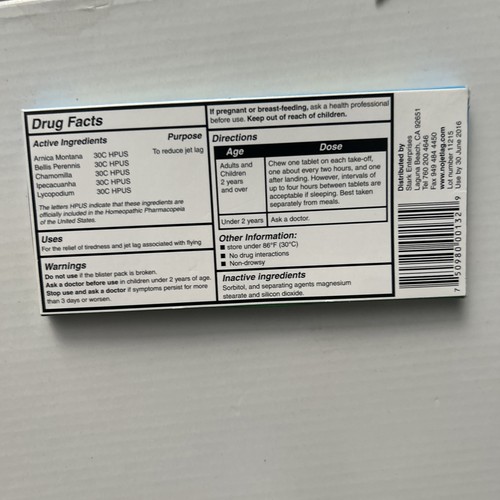 Drug Facts
Active Ingredients Purpose
Arnica Montana 30C HPUS To reduce jet lag
Bellis Perennis 30C HPUS
Chamomilla 30C HPUS
Ipecacuanha 30C HPUS
Lycopodium 30C HPUS
The letters HPUS indicate that these ingredients are
officially included in the Homeopathic Pharmacopeia
of the United States.
Uses
For the relief of tiredness and jet lag associated with flying
Warnings
Do not use if the blister pack is broken.
Ask a doctor before use in children under 2 years of age.
Stop use and ask a doctor if symptoms persist for more
than 3 days or worsen.
If pregnant or breast-feeding, ask a health professional
before use. Keep out of reach of children.
Directions
Age Dose
Adults and
Children
2 years
and over
Chew one tablet on each take-off,
one about every two hours, and one
after landing. However, intervals of
up to four hours between tablets are
acceptable if sleeping. Best taken
separately from meals.
Under 2 years Ask a doctor.
Other Information:
■ store under 86°F (30°C)
■ No drug interactions
■ Non-drowsy
Inactive ingredients
Sorbitol, and separating agents magnesium
stearate and silicon dioxide.
Distributed by
Stark Enterprises
Laguna Beach, CA 92651
Tel 760 200 4646
Fax 949 484 4450
www.nojetlag.com
Lot number 11215
Use by 30 June 2016
7 50980 00132 8 9